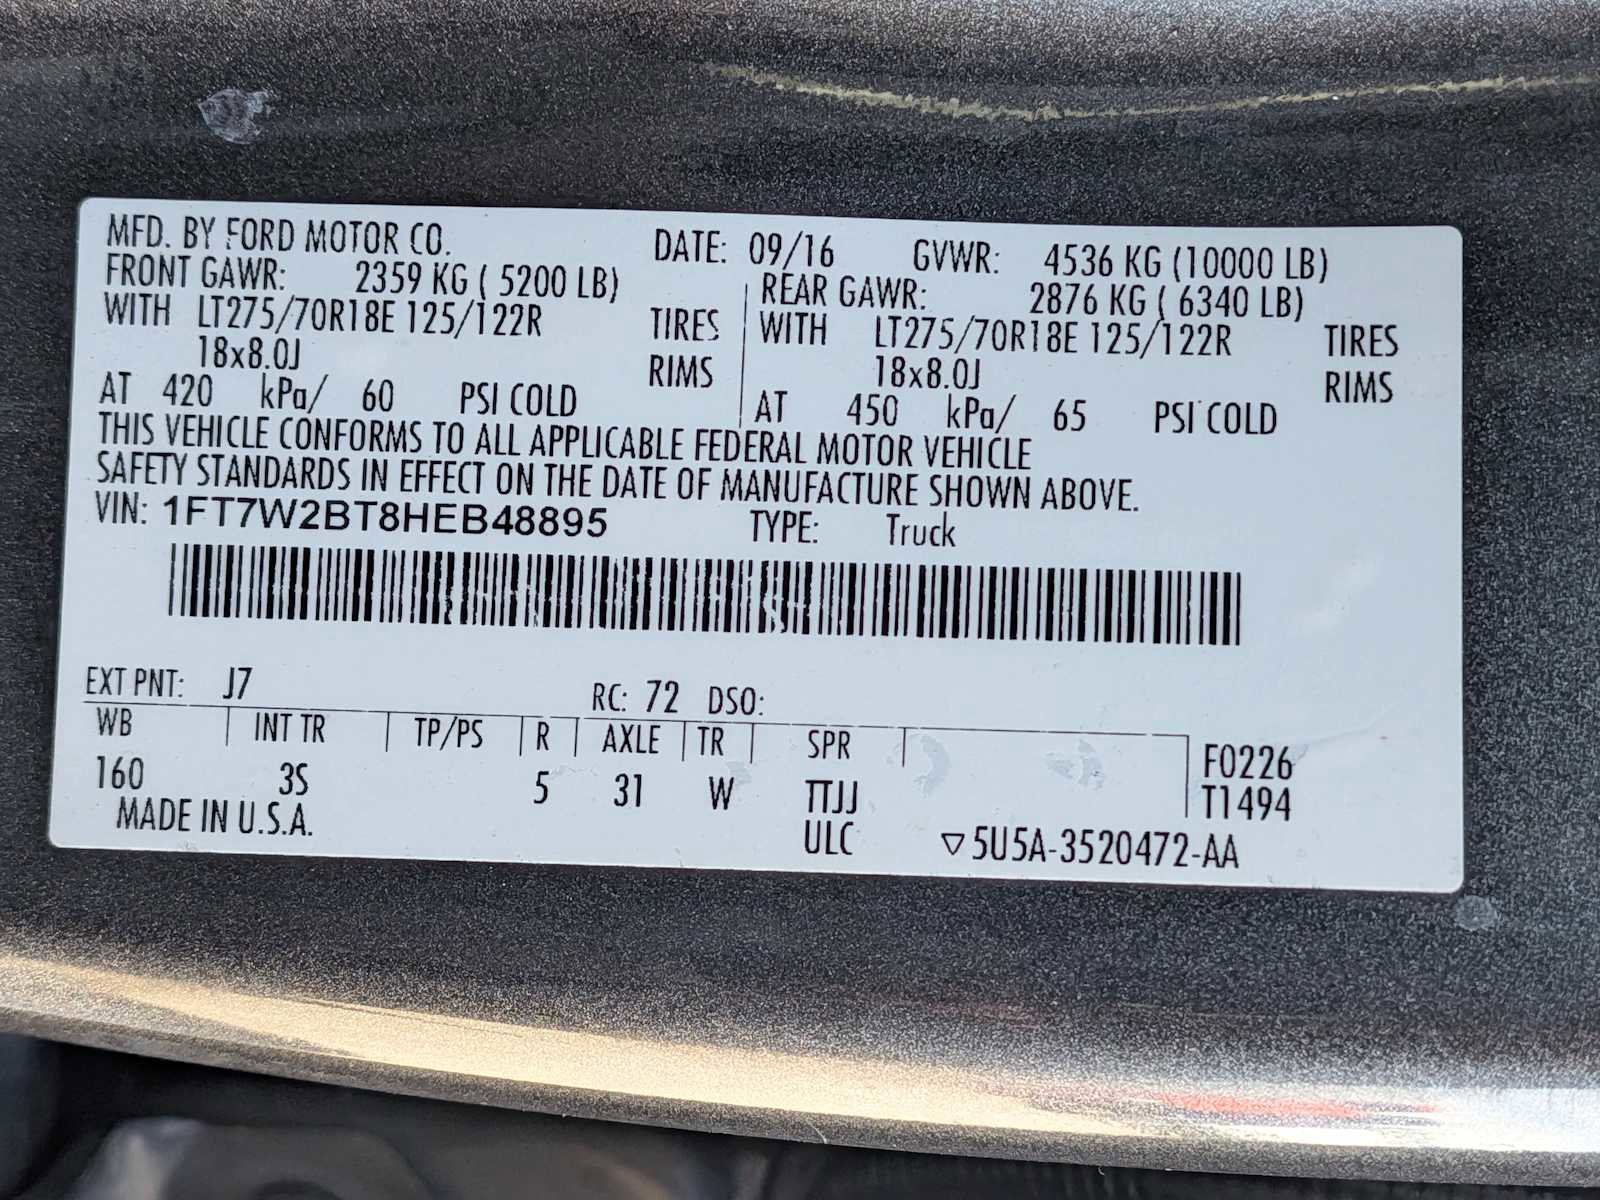 MFD. BY FORD MOTOR CO. DATE: 09/16 GVWR: 4536 KG (10000 LB)
FRONT GAWR: 2359 KG ( 5200 LB) REAR GAWR: 2876 KG ( 6340 LB)
WITH LT275/70R18E 125/122R TIRES WITH LT275/70R18E 125/122R TIRES
18x8.0J RIMS 18x8.0J RIMS
AT 420 kPa/ 60 PSI COLD AT 450 kPa/ 65 PSI COLD
THIS VEHICLE CONFORMS TO ALL APPLICABLE FEDERAL MOTOR VEHICLE
SAFETY STANDARDS IN EFFECT ON THE DATE OF MANUFACTURE SHOWN ABOVE.
VIN: 1FT7W2BT8HEB48895 TYPE: Truck
EXT PNT: J7 RC: 72 DSO:
WB INT TR TP/PS R AXLE TR SPR F0226
160 3S 5 31 W TTJJ T1494
MADE IN U.S.A. ULC ▽5U5A-3520472-AA